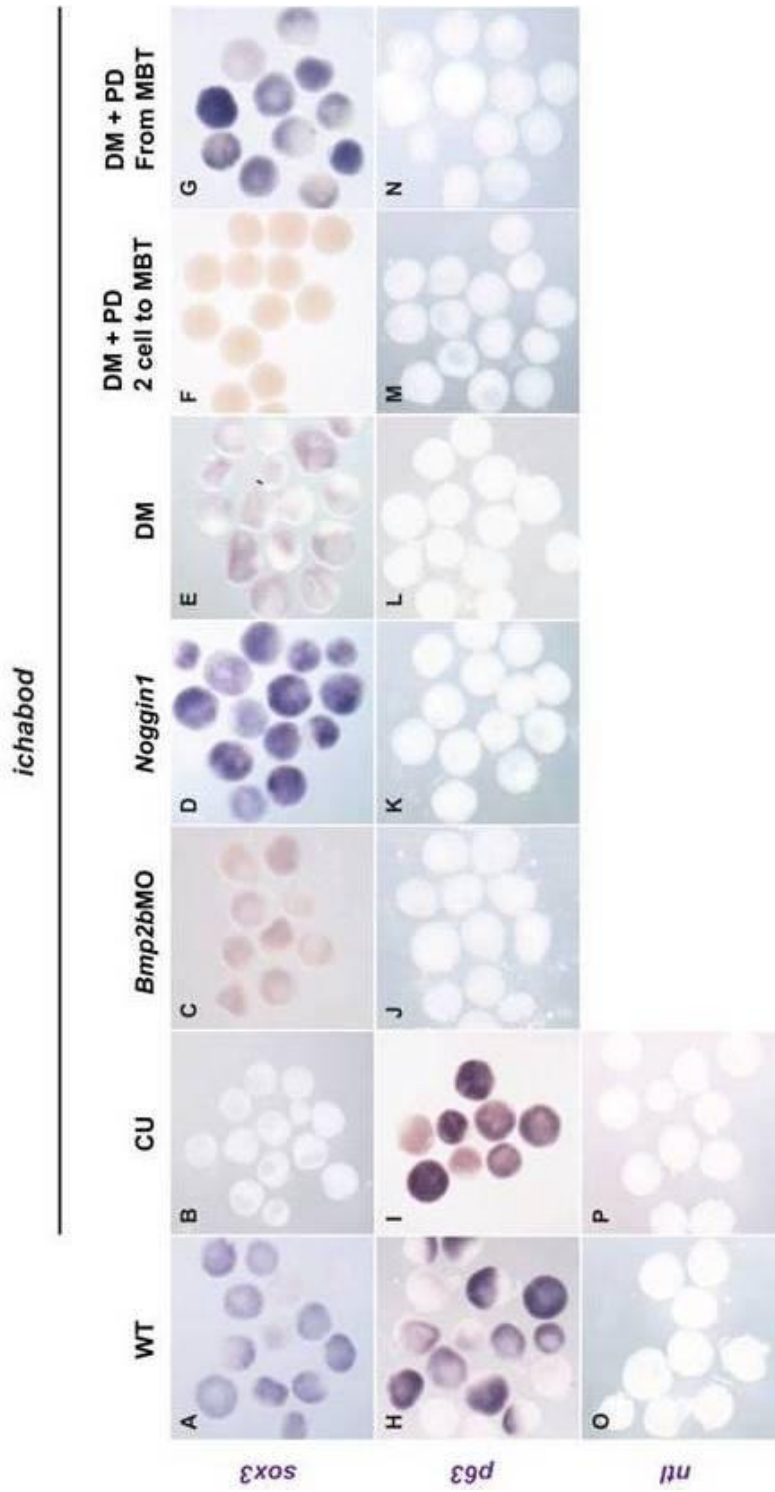 ichabod
WT CU Bmp2bMO Noggin1 DM DM + PD 2 cell to MBT DM + PD From MBT
sox3 A B C D E F G
p63 H I J K L M N
ntl O P